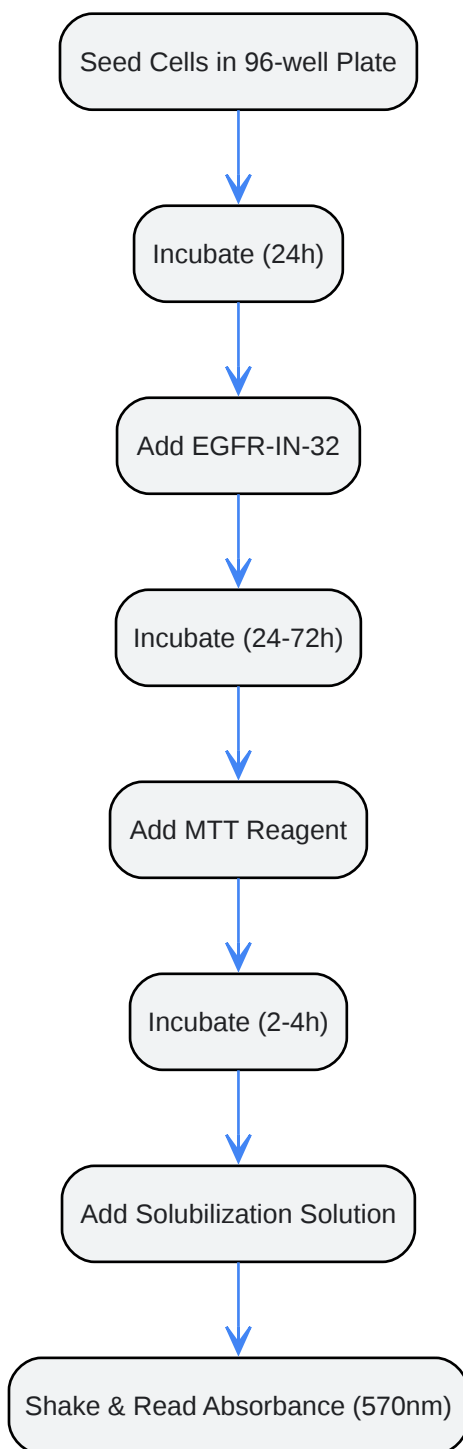 Seed Cells in 96-well Plate
Incubate (24h)
Add EGFR-IN-32
Incubate (24-72h)
Add MTT Reagent
Incubate (2-4h)
Add Solubilization Solution
Shake & Read Absorbance (570nm)